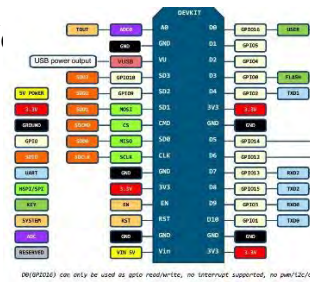 DEVKIT
TOUT ADC0 A0 D0 GPIO16 USER
GND GND D1 GPIO5
USB power output VUSB VU D2 GPIO4
SDD3 GPIO10 SD3 D3 GPIO0 FLASH
5V POWER SDD2 GPIO9 SD2 D4 GPIO2 TXD1
3.3V SDD1 MOSI SD1 3V3 3.3V
GROUND SDCMD CS CMD GND GND
GPIO SDD0 MISO SD0 D5 GPIO14
SDIO SDCLK SCLK CLK D6 GPIO12
UART GND GND D7 GPIO13 RXD2
HSPI/SPI 3.3V 3V3 D8 GPIO15 TXD2
KEY EN EN D9 GPIO3 RXD0
SYSTEM RST RST D10 GPIO1 TXD0
ADC GND GND GND GND
RESERVED VIN 5V Vin 3V3 3.3V
D0(GPIO16) can only be used as gpio read/write, no interrupt supported, no pwm/i2c/